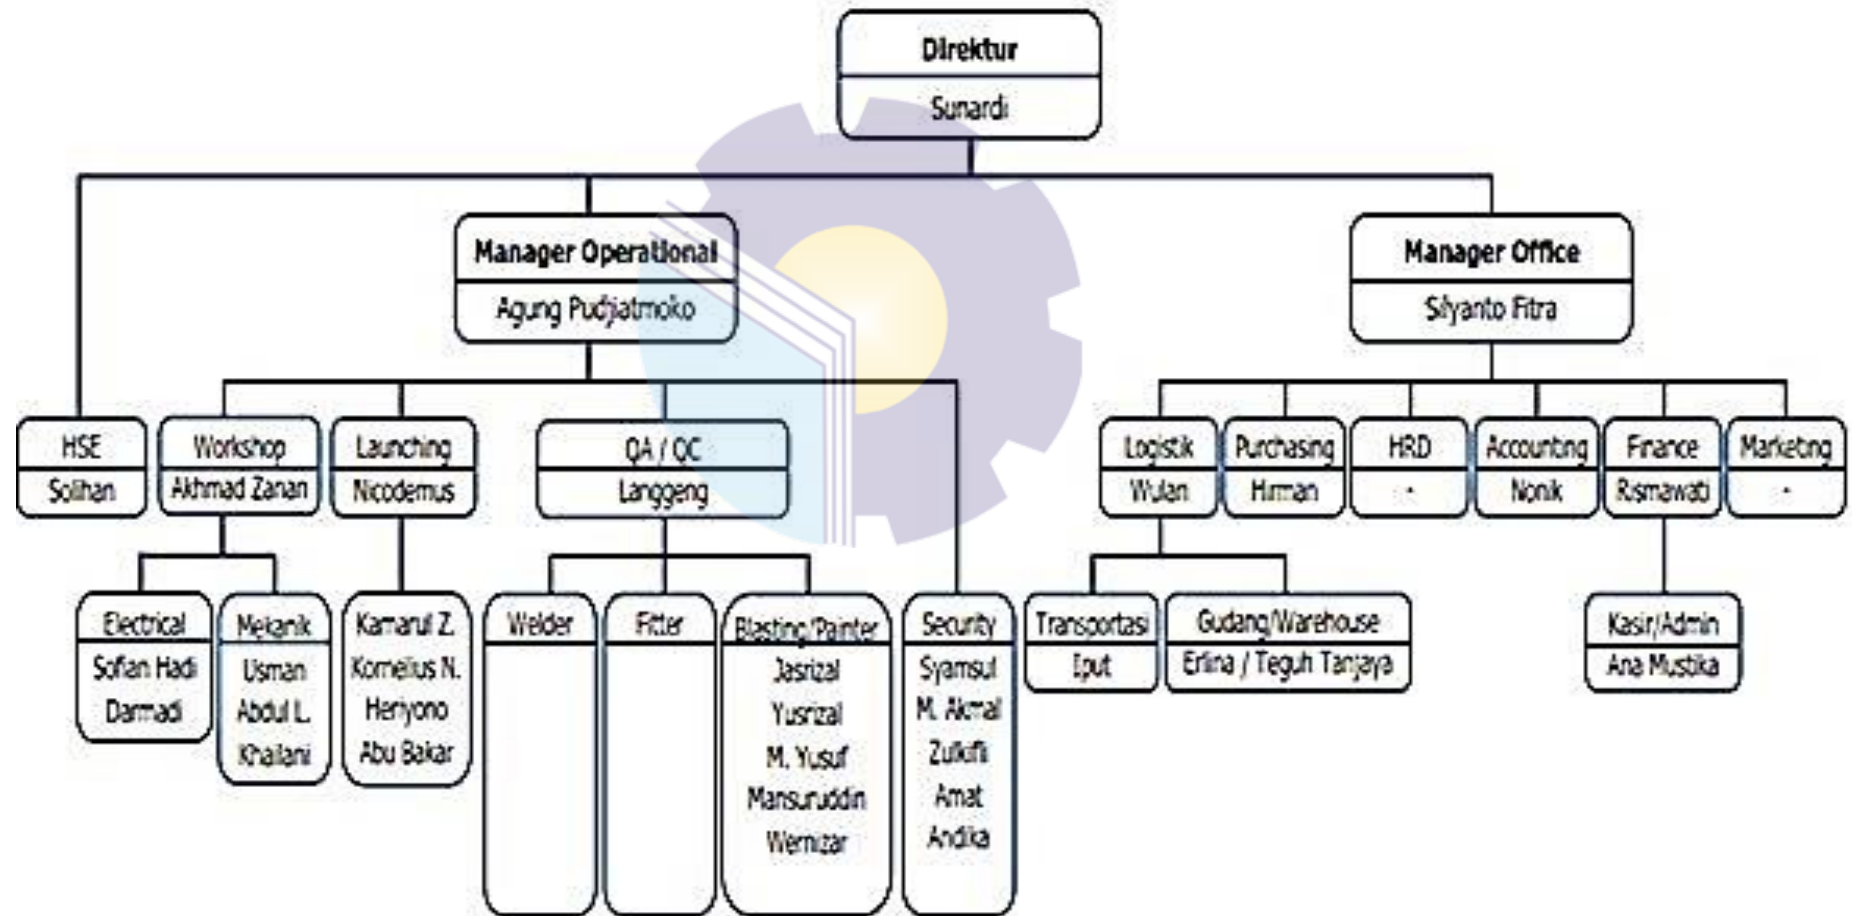 Direktur
Sunardi
Manager Operational
Agung Pudjiatmoko
Manager Office
Silyanto Fitra
HSE
Solihan
Workshop
Akhmad Zanan
Launching
Nicodemus
QA / QC
Langgeng
Logistik
Wulan
Purchasing
Hirman
HRD
-
Accounting
Nonik
Finance
Rismawati
Marketing
-
Electrical
Sofian Hadi
Darmadi
Mekanik
Usman
Abdul L.
Khailani
Kamarul Z.
Kornelius N.
Heriyono
Abu Bakar
Welder
Fitter
Blasting/Painter
Jasrizal
Yusrizal
M. Yusuf
Mansuruddin
Wernizar
Security
Syamsul
M. Akmal
Zulkifli
Amat
Andika
Transportasi
Iput
Gudang/Warehouse
Erlina / Teguh Tanjaya
Kasir/Admin
Ana Mustika